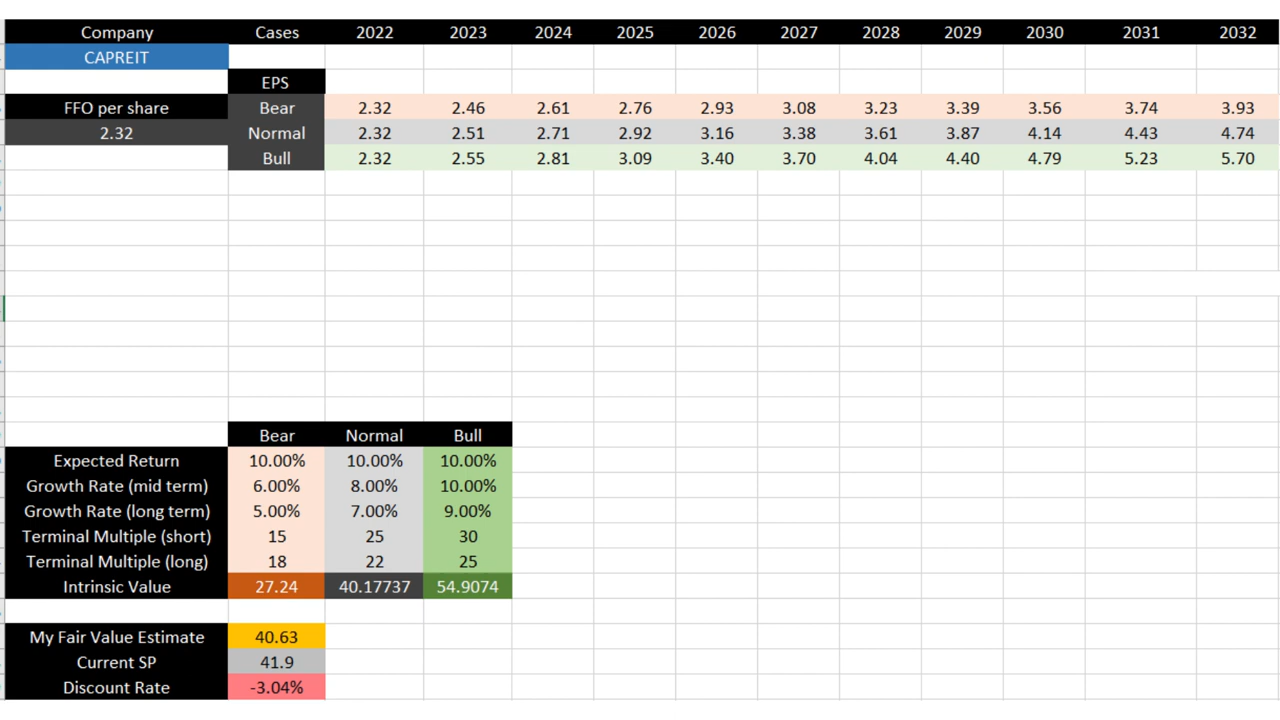 Company Cases 2022 2023 2024 2025 2026 2027 2028 2029 2030 2031 2032
CAPREIT
EPS
FFO per share Bear 2.32 2.46 2.61 2.76 2.93 3.08 3.23 3.39 3.56 3.74 3.93
2.32 Normal 2.32 2.51 2.71 2.92 3.16 3.38 3.61 3.87 4.14 4.43 4.74
Bull 2.32 2.55 2.81 3.09 3.40 3.70 4.04 4.40 4.79 5.23 5.70
Bear Normal Bull
Expected Return 10.00% 10.00% 10.00%
Growth Rate (mid term) 6.00% 8.00% 10.00%
Growth Rate (long term) 5.00% 7.00% 9.00%
Terminal Multiple (short) 15 25 30
Terminal Multiple (long) 18 22 25
Intrinsic Value 27.24 40.17737 54.9074
My Fair Value Estimate 40.63
Current SP 41.9
Discount Rate -3.04%